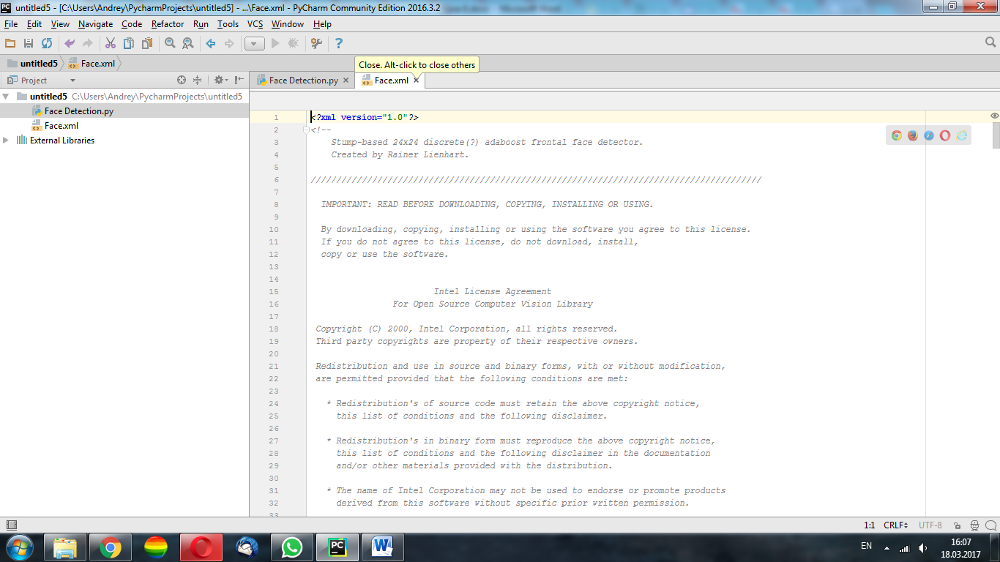 untitled5 - [C:\Users\Andrey\PycharmProjects\untitled5] - ...\Face.xml - PyCharm Community Edition 2016.3.2
File Edit View Navigate Code Refactor Run Tools VCS Window Help
untitled5 Face.xml
Close. Alt-click to close others
Project
Face Detection.py
Face.xml
untitled5 C:\Users\Andrey\PycharmProjects\untitled5
Face Detection.py
Face.xml
External Libraries
1 <?xml version="1.0"?>
2 <!--
3 Stump-based 24x24 discrete(?) adaboost frontal face detector.
4 Created by Rainer Lienhart.
5
6 ////////////////////////////////////////////////////////////////////////////////////////
7
8 IMPORTANT: READ BEFORE DOWNLOADING, COPYING, INSTALLING OR USING.
9
10 By downloading, copying, installing or using the software you agree to this license.
11 If you do not agree to this license, do not download, install,
12 copy or use the software.
13
14
15 Intel License Agreement
16 For Open Source Computer Vision Library
17
18 Copyright (C) 2000, Intel Corporation, all rights reserved.
19 Third party copyrights are property of their respective owners.
20
21 Redistribution and use in source and binary forms, with or without modification,
22 are permitted provided that the following conditions are met:
23
24 * Redistribution's of source code must retain the above copyright notice,
25 this list of conditions and the following disclaimer.
26
27 * Redistribution's in binary form must reproduce the above copyright notice,
28 this list of conditions and the following disclaimer in the documentation
29 and/or other materials provided with the distribution.
30
31 * The name of Intel Corporation may not be used to endorse or promote products
32 derived from this software without specific prior written permission.
33
1:1 CRLF UTF-8
EN
16:07
18.03.2017